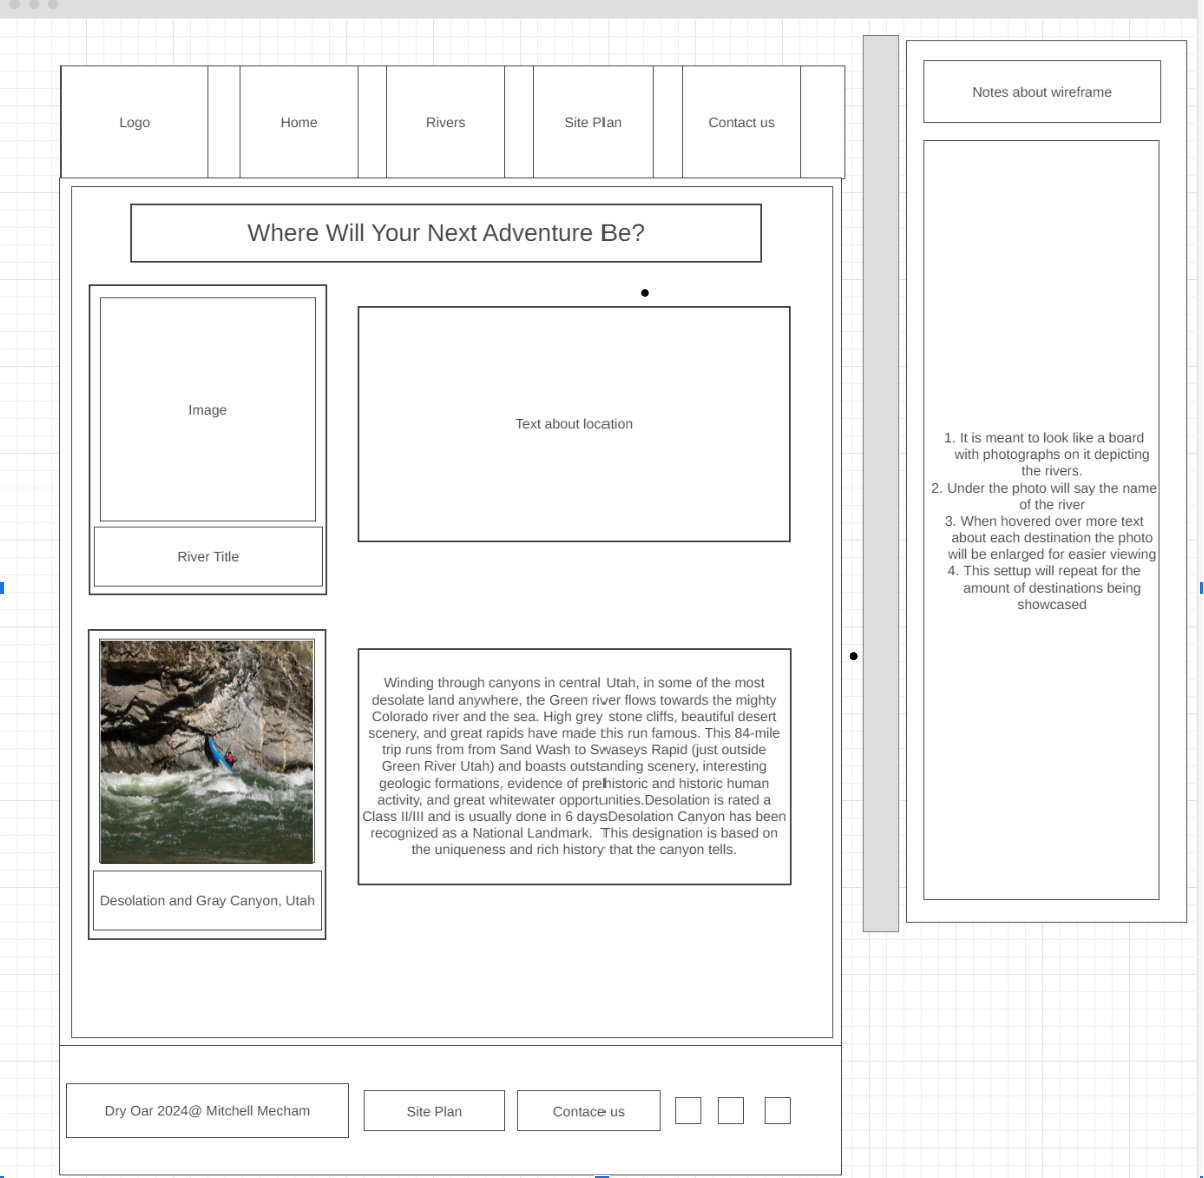 Logo
Home
Rivers
Site Plan
Contact us
Notes about wireframe
Where Will Your Next Adventure Be?
Image
Text about location
River Title
1. It is meant to look like a board
with photographs on it depicting
the rivers.
2. Under the photo will say the name
of the river
3. When hovered over more text
about each destination the photo
will be enlarged for easier viewing
4. This settup will repeat for the
amount of destinations being
showcased
Winding through canyons in central Utah, in some of the most
desolate land anywhere, the Green river flows towards the mighty
Colorado river and the sea. High grey stone cliffs, beautiful desert
scenery, and great rapids have made this run famous. This 84-mile
trip runs from from Sand Wash to Swaseys Rapid (just outside
Green River Utah) and boasts outstanding scenery, interesting
geologic formations, evidence of prehistoric and historic human
activity, and great whitewater opportunities.Desolation is rated a
Class II/III and is usually done in 6 daysDesolation Canyon has been
recognized as a National Landmark. This designation is based on
the uniqueness and rich history that the canyon tells.
Desolation and Gray Canyon, Utah
Dry Oar 2024@ Mitchell Mecham
Site Plan
Contace us